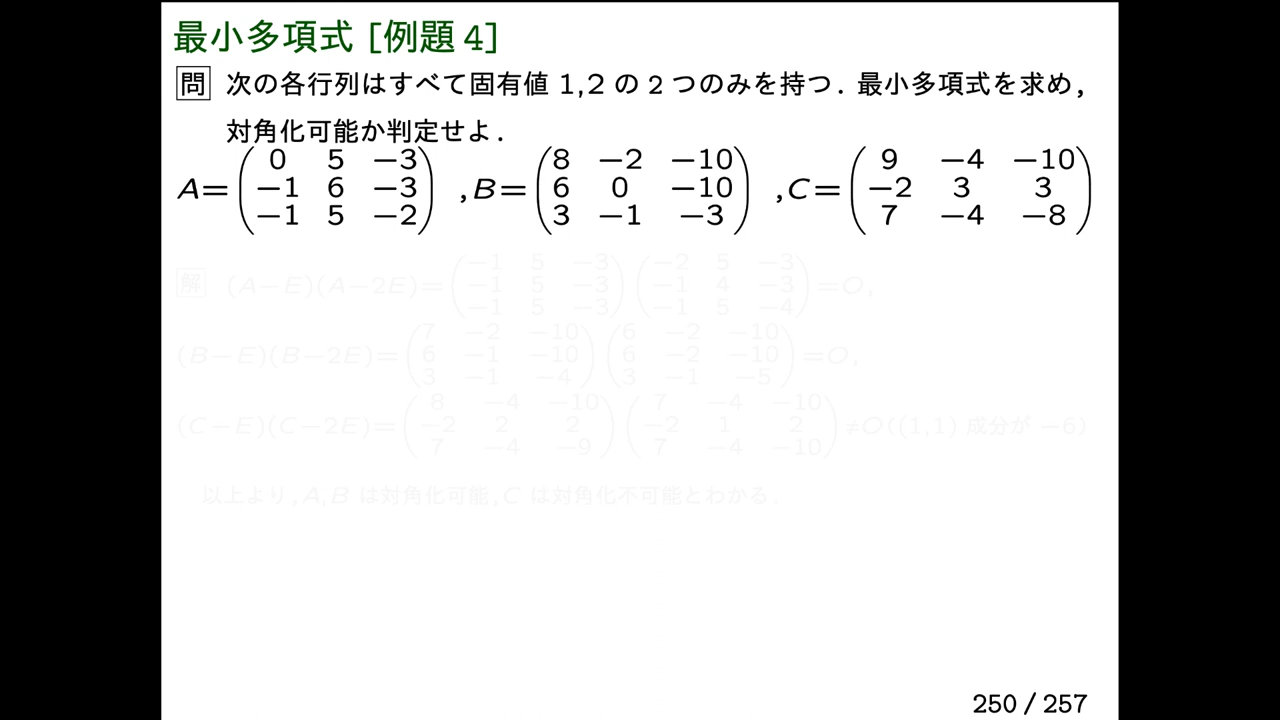 最小多項式 [例題 4]
問 次の各行列はすべて固有値 1,2 の 2 つのみを持つ. 最小多項式を求め,
対角化可能か判定せよ.
A=(0 5 −3
−1 6 −3
−1 5 −2) ,B=(8 −2 −10
6 0 −10
3 −1 −3) ,C=(9 −4 −10
−2 3 3
7 −4 −8)
解 (A−E)(A−2E)=(−1 5 −3
−1 5 −3
−1 5 −3)(−2 5 −3
−1 4 −3
−1 5 −4)=O,
(B−E)(B−2E)=(7 −2 −10
6 −1 −10
3 −1 −4)(6 −2 −10
6 −2 −10
3 −1 −5)=O,
(C−E)(C−2E)=(8 −4 −10
−2 2 2
7 −4 −9)(7 −4 −10
−2 1 2
7 −4 −10)≠O((1,1) 成分が −6)
以上より,A,B は対角化可能,C は対角化不可能とわかる.
250 / 257